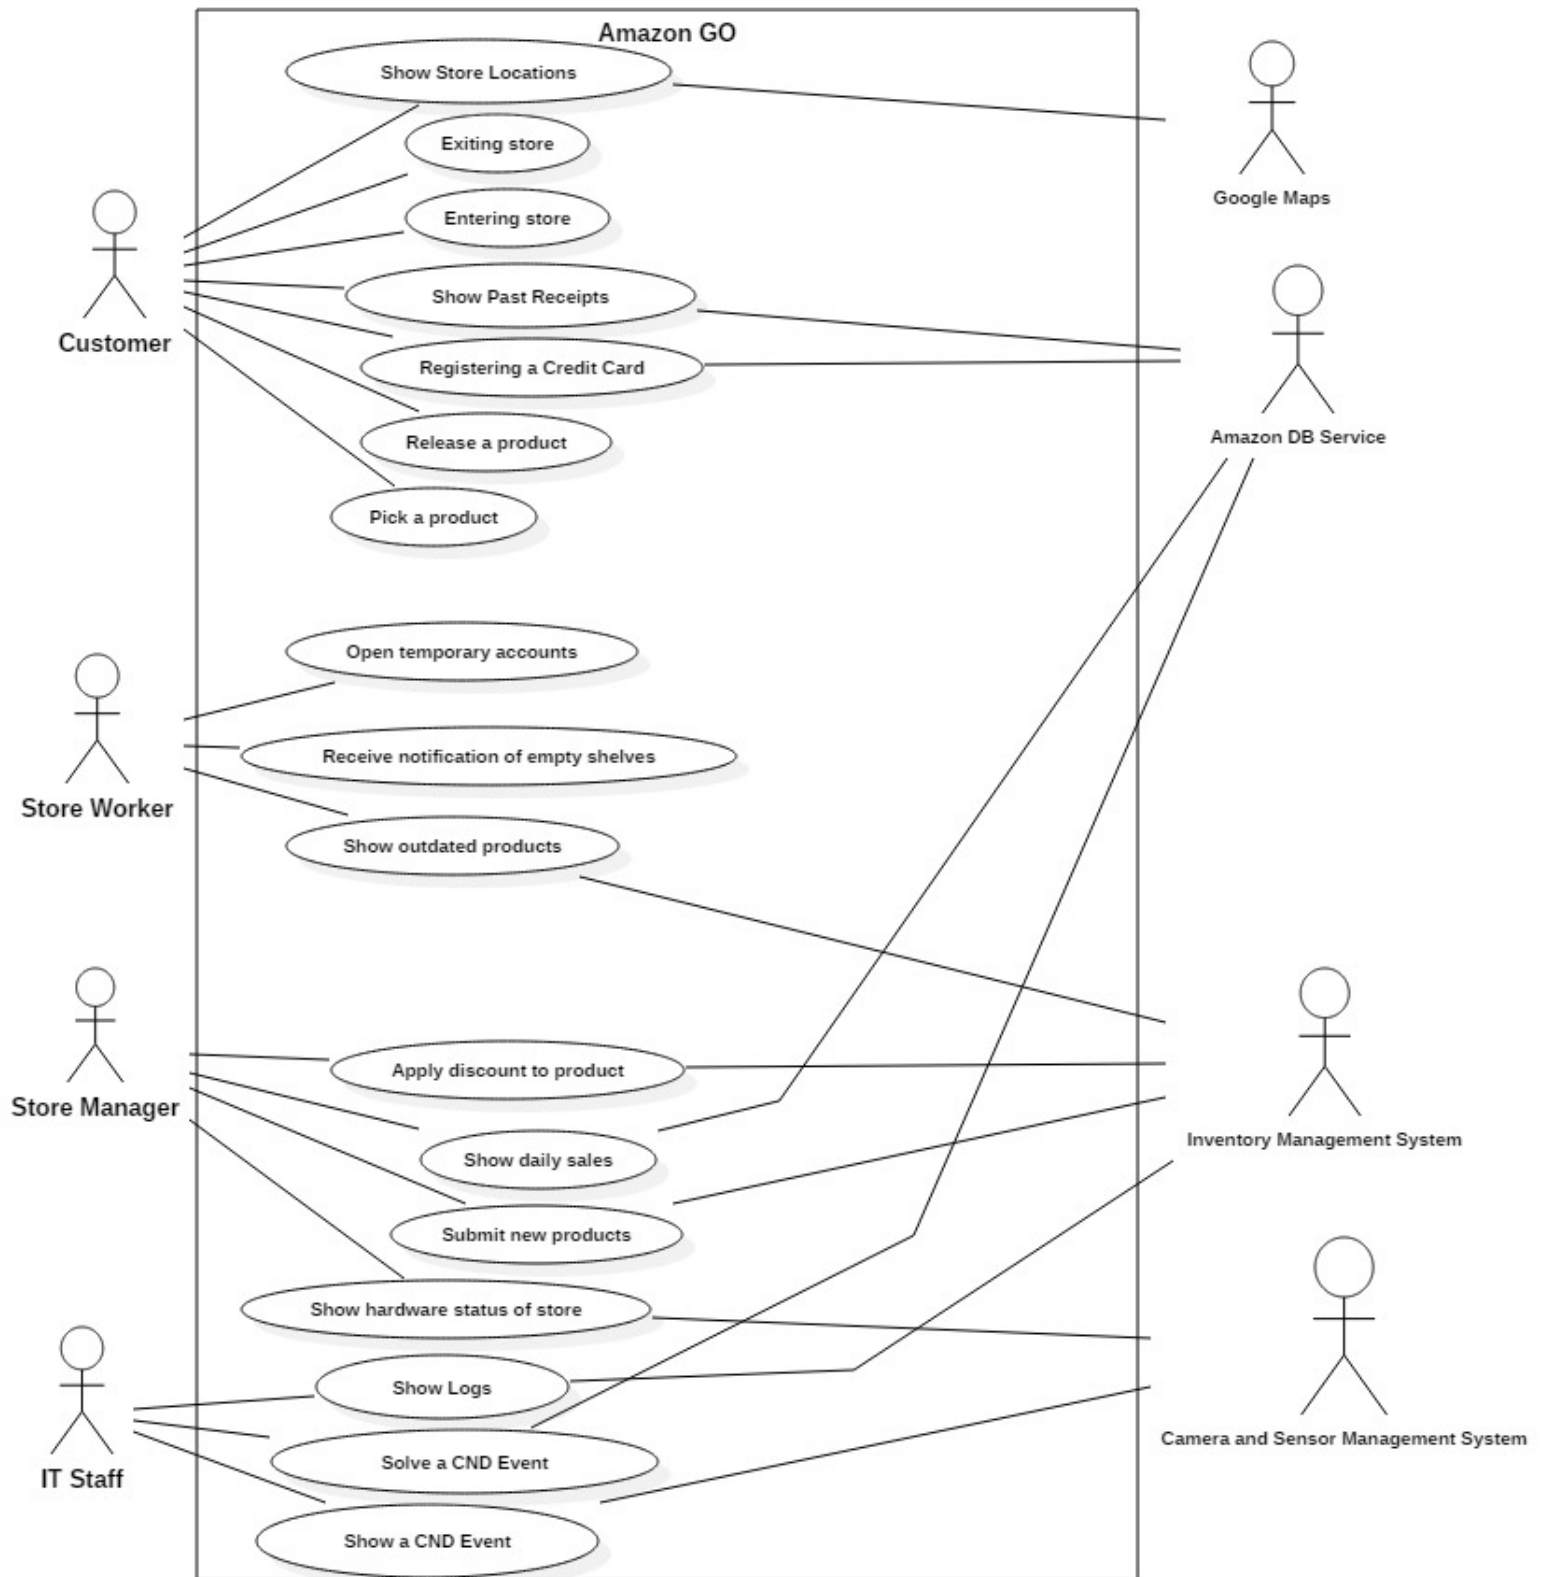 Amazon GO
Show Store Locations
Exiting store
Google Maps
Entering store
Show Past Receipts
Customer
Registering a Credit Card
Amazon DB Service
Release a product
Pick a product
Open temporary accounts
Receive notification of empty shelves
Store Worker
Show outdated products
Apply discount to product
Store Manager
Inventory Management System
Show daily sales
Submit new products
Show hardware status of store
Show Logs
Camera and Sensor Management System
Solve a CND Event
IT Staff
Show a CND Event